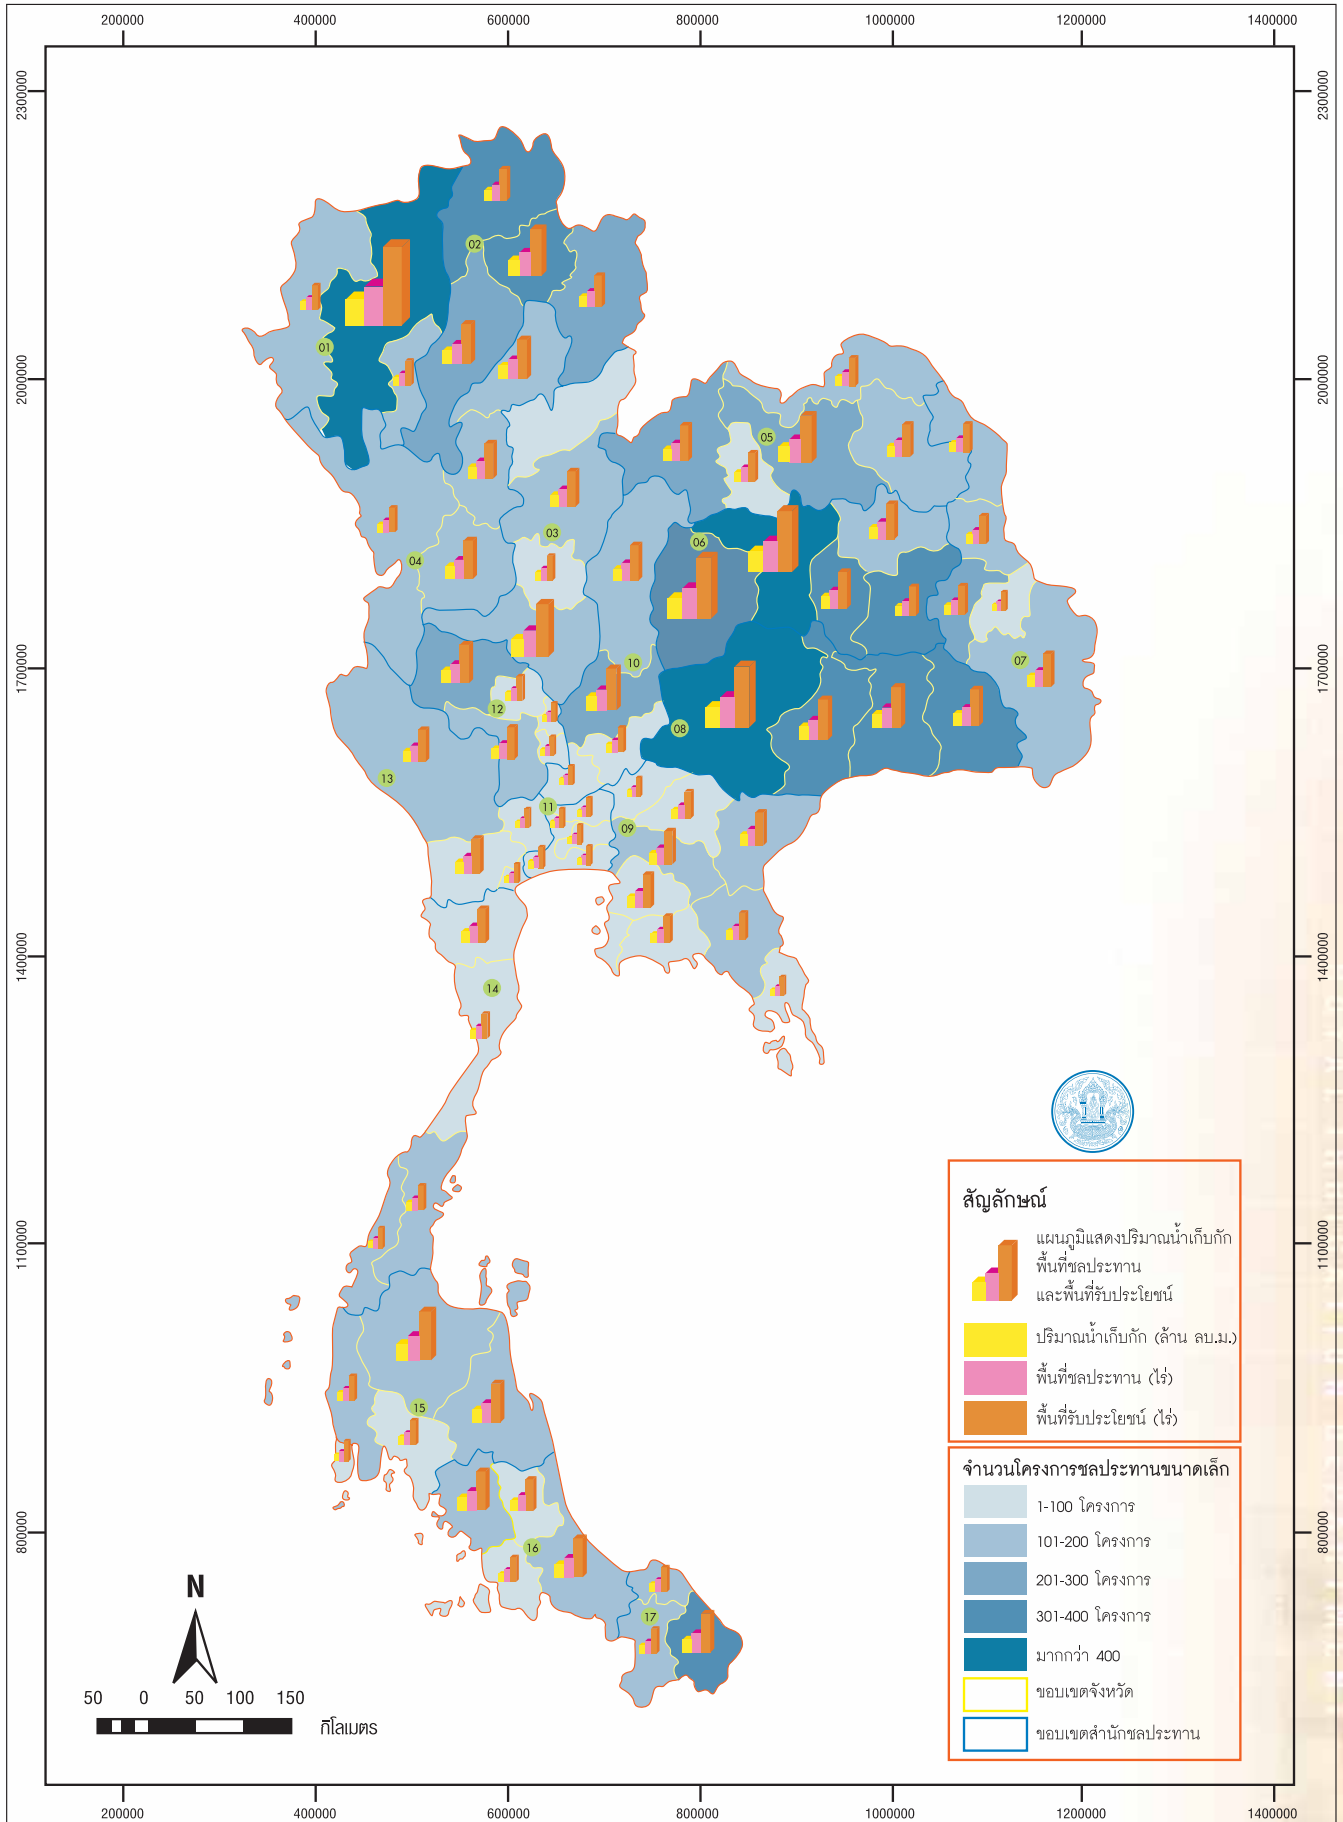 200000 400000 600000 800000 1000000 1200000 1400000
2300000 2300000
02
01
2000000 2000000
05
03
06
04
10
07
1700000 1700000
12
08
13
11
09
1400000 1400000
14
สัญลักษณ์
แผนภูมิแสดงปริมาณน้ำเก็บกัก
พื้นที่ชลประทาน
และพื้นที่รับประโยชน์
1100000 1100000
ปริมาณน้ำเก็บกัก (ล้าน ลบ.ม.)
พื้นที่ชลประทาน (ไร่)
พื้นที่รับประโยชน์ (ไร่)
15
จำนวนโครงการชลประทานขนาดเล็ก
1-100 โครงการ
101-200 โครงการ
201-300 โครงการ
301-400 โครงการ
มากกว่า 400
ขอบเขตจังหวัด
ขอบเขตสำนักชลประทาน
800000 800000
16
17
N
50 0 50 100 150
กิโลเมตร
200000 400000 600000 800000 1000000 1200000 1400000